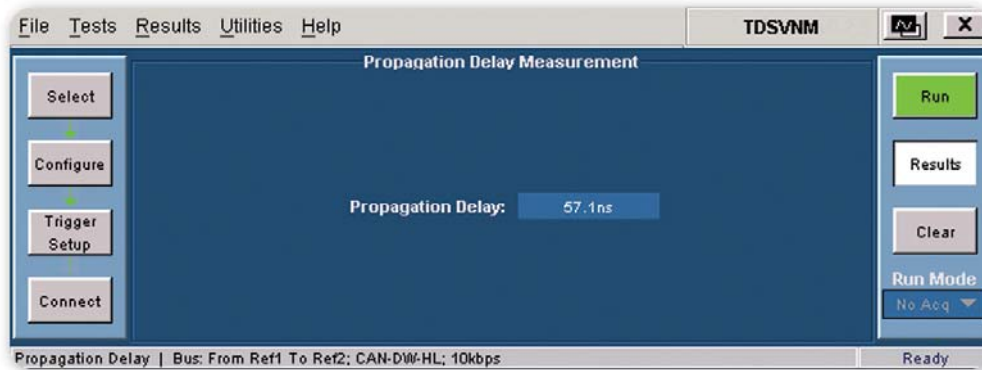 File Tests Results Utilities Help TDSVNM X
Propagation Delay Measurement
Select
Configure
Trigger
Setup
Connect
Propagation Delay: 57.1ns
Run
Results
Clear
Run Mode
No Acq
Propagation Delay | Bus: From Ref1 To Ref2; CAN-DW-HL; 10kbps Ready